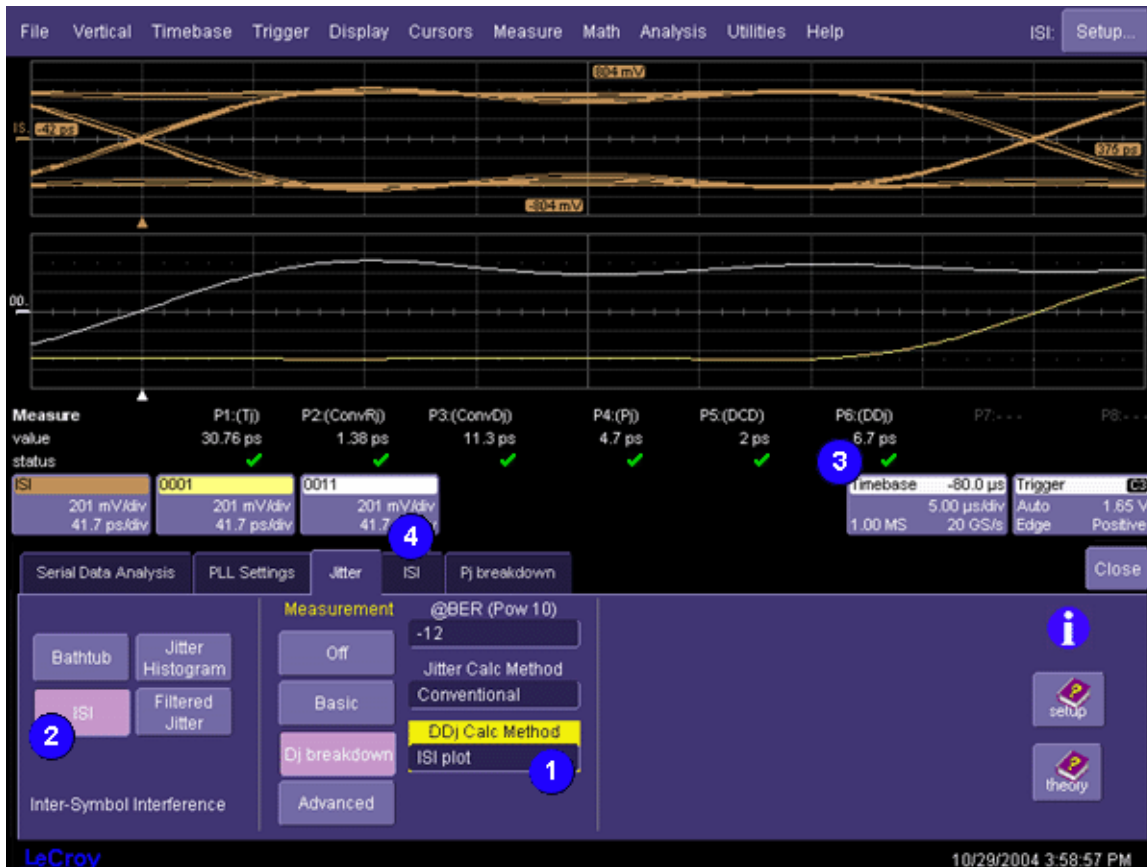 File Vertical Timebase Trigger Display Cursors Measure Math Analysis Utilities Help ISI: Setup...
804 mV
IS. -42 ps
375 ps
-804 mV
00.
Measure P1:(Tj) P2:(ConvRj) P3:(ConvDj) P4:(Pj) P5:(DCD) P6:(DDj) P7:- - - P8:- - -
value 30.76 ps 1.38 ps 11.3 ps 4.7 ps 2 ps 6.7 ps
status
3
ISI 0001 0011 Timebase -80.0 µs Trigger C3
201 mV/div 201 mV/div 201 mV/div 5.00 µs/div Auto 1.65 V
41.7 ps/div 41.7 ps/div 41.7 1.00 MS 20 GS/s Edge Positive
4
Serial Data Analysis PLL Settings Jitter ISI Pj breakdown Close
Measurement @BER (Pow 10)
-12
Bathtub Jitter Histogram Off
Jitter Calc Method
Conventional
ISI Filtered Jitter Basic
2
DDj Calc Method
Dj breakdown ISI plot
1
Inter-Symbol Interference Advanced
i
setup
theory
LeCroy 10/29/2004 3:58:57 PM